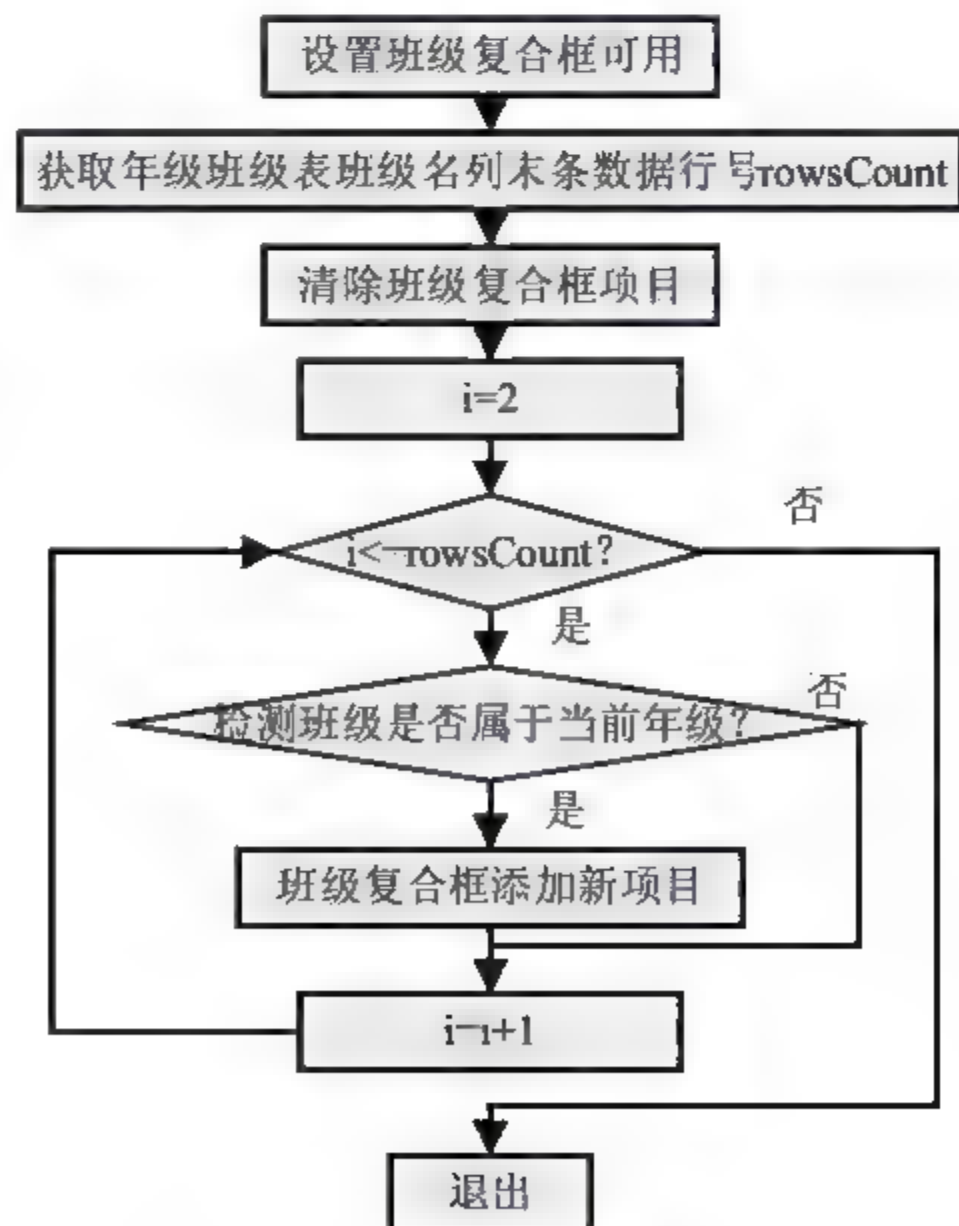 设置班级复合框可用
获取年级班级表班级名列末条数据行号rowsCount
清除班级复合框项目
i=2
i<=rowsCount?
否
是
检测班级是否属于当前年级?
否
是
班级复合框添加新项目
i=i+1
退出